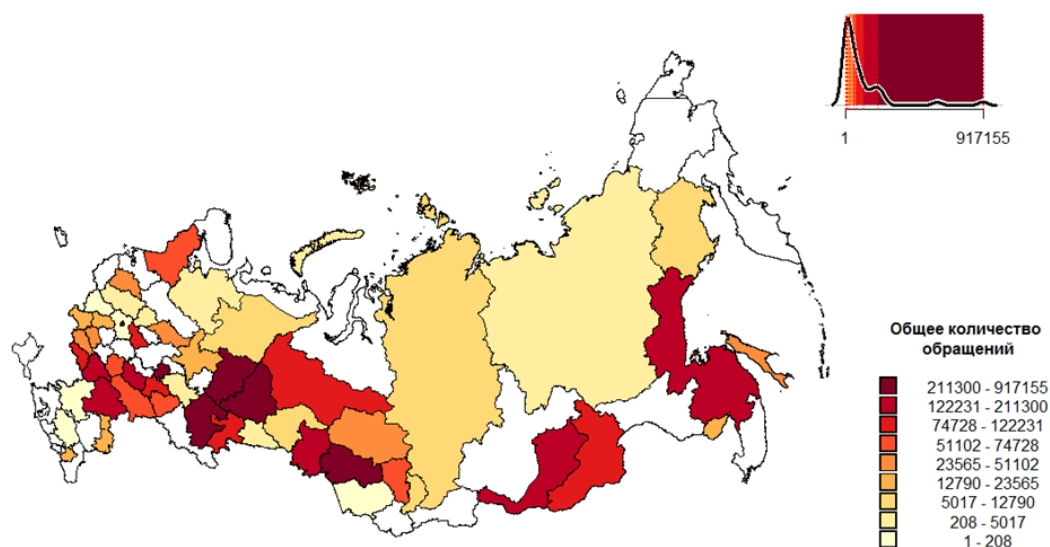 1 917155
Общее количество
обращений
211300 - 917155
122231 - 211300
74728 - 122231
51102 - 74728
23565 - 51102
12790 - 23565
5017 - 12790
208 - 5017
1 - 208